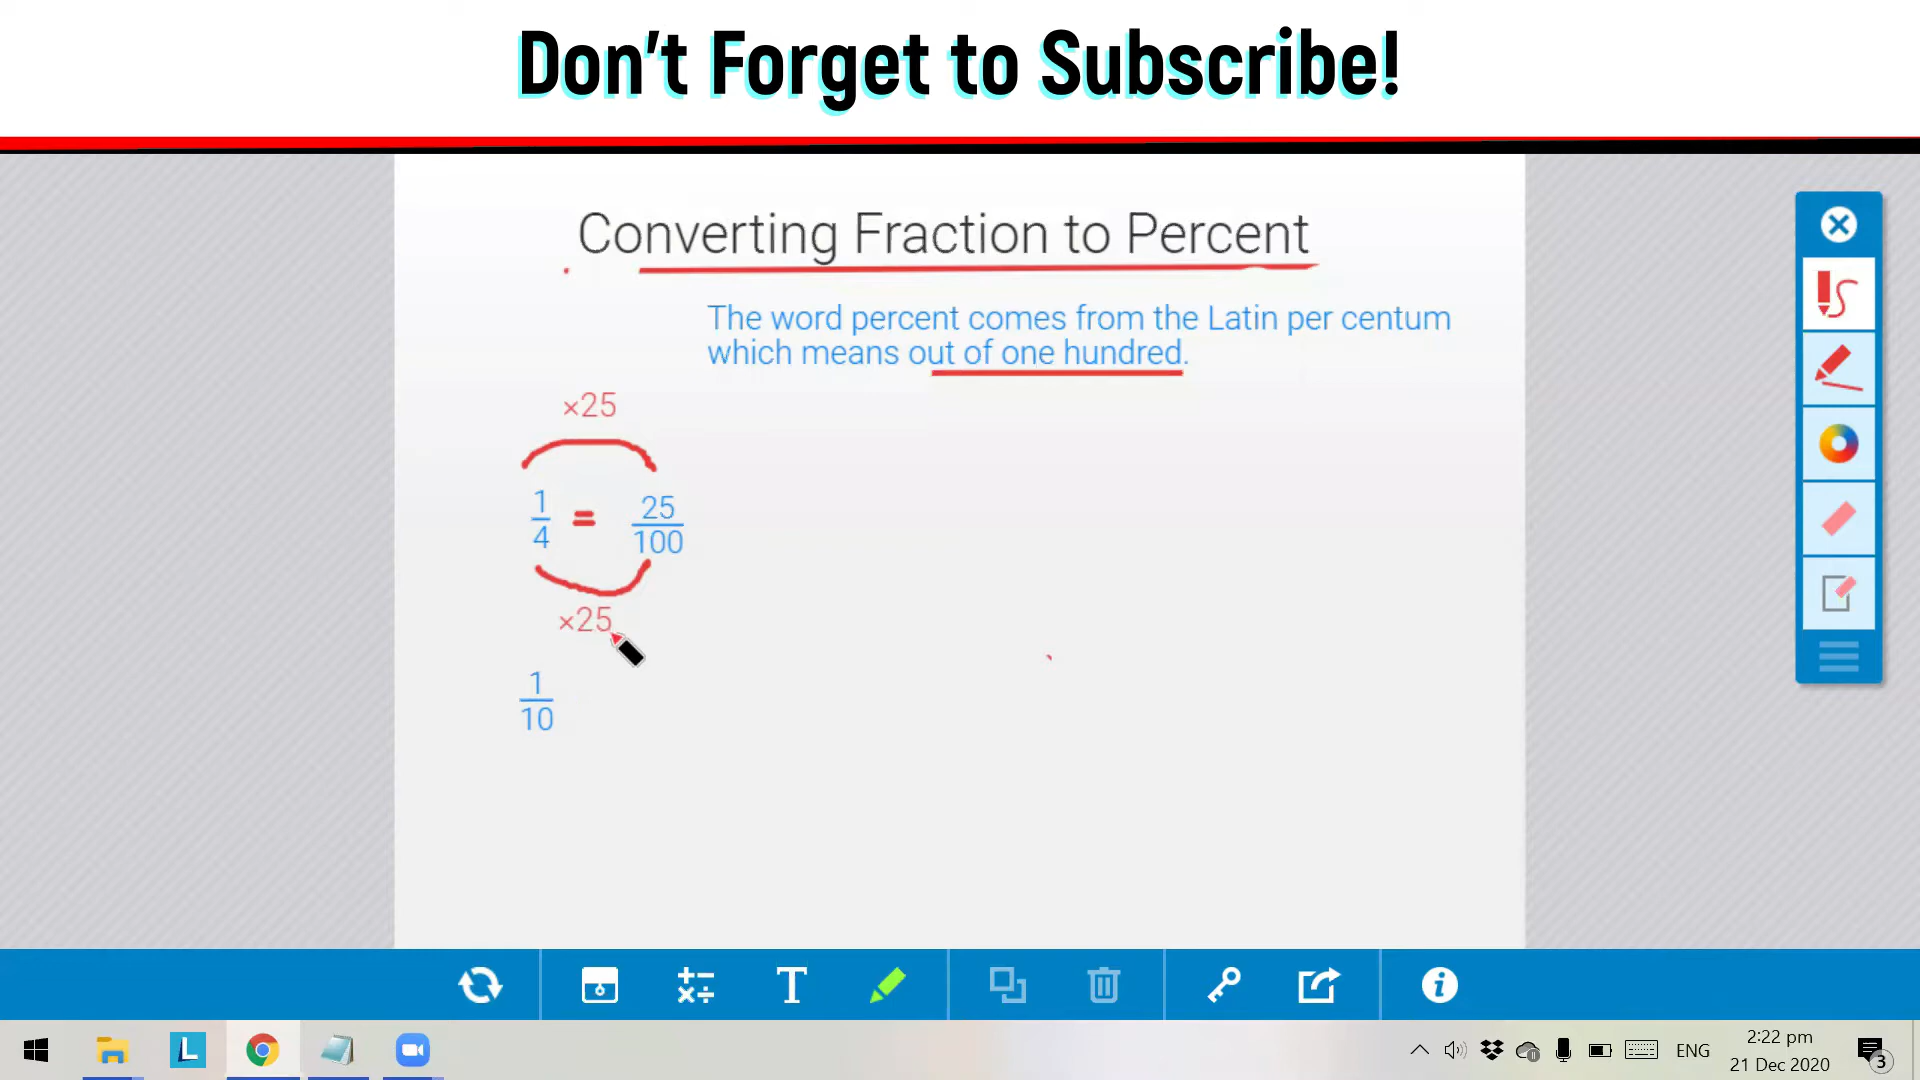 Don't Forget to Subscribe!
Converting Fraction to Percent
The word percent comes from the Latin per centum
which means out of one hundred.
×25
1/4 = 25/100
×25
1/10
T
i
L
ENG
2:22 pm
21 Dec 2020
3